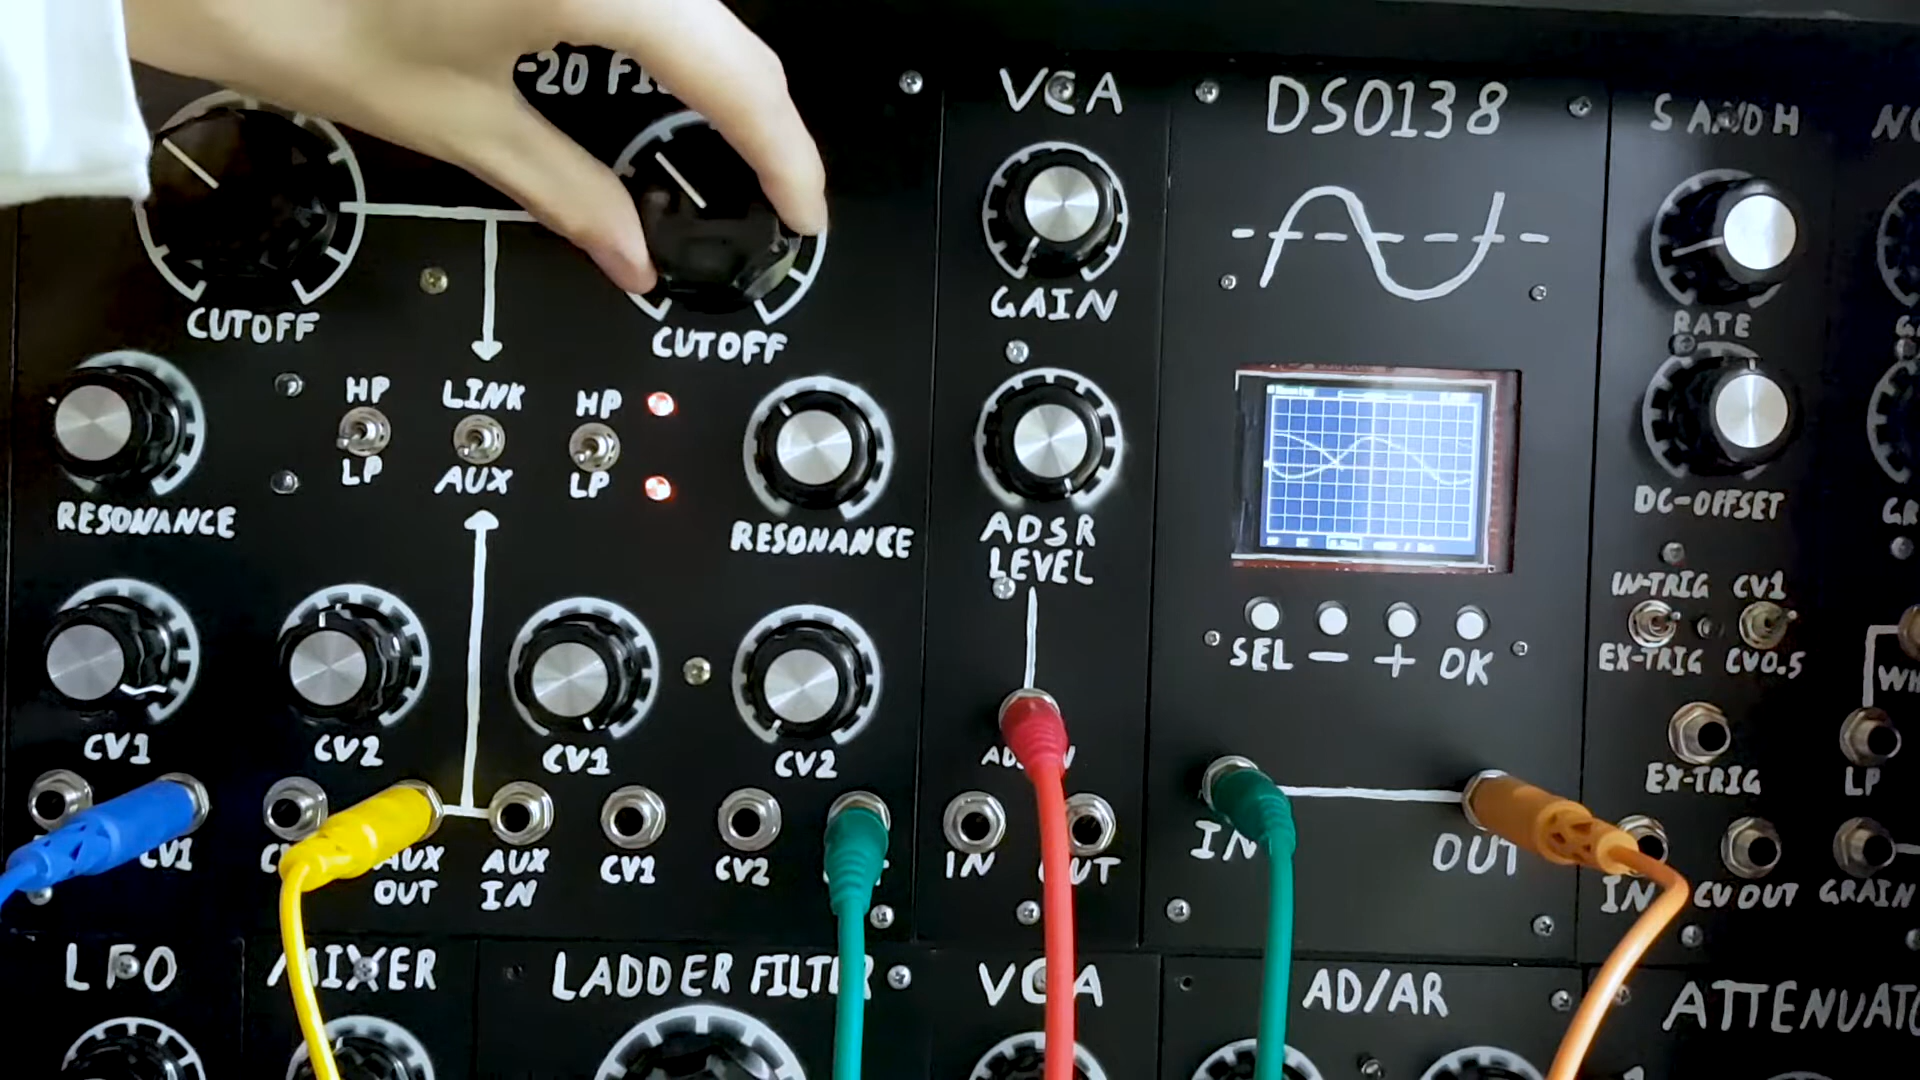 -20 FI
VCA
DSO138
S AND H
CUTOFF
CUTOFF
GAIN
RATE
HP
LINK
HP
LP
AUX
LP
RESONANCE
RESONANCE
ADSR
LEVEL
DC-OFFSET
IN-TRIG CV1
EX-TRIG CV0.5
SEL - + OK
CV1
CV2
CV1
CV2
EX-TRIG
LP
CV1
AUX
OUT
AUX
IN
CV1
CV2
IN
OUT
IN
OUT
IN
CV OUT
GRAIN
LFO
MIXER
LADDER FILTER
VCA
AD/AR
ATTENUATO